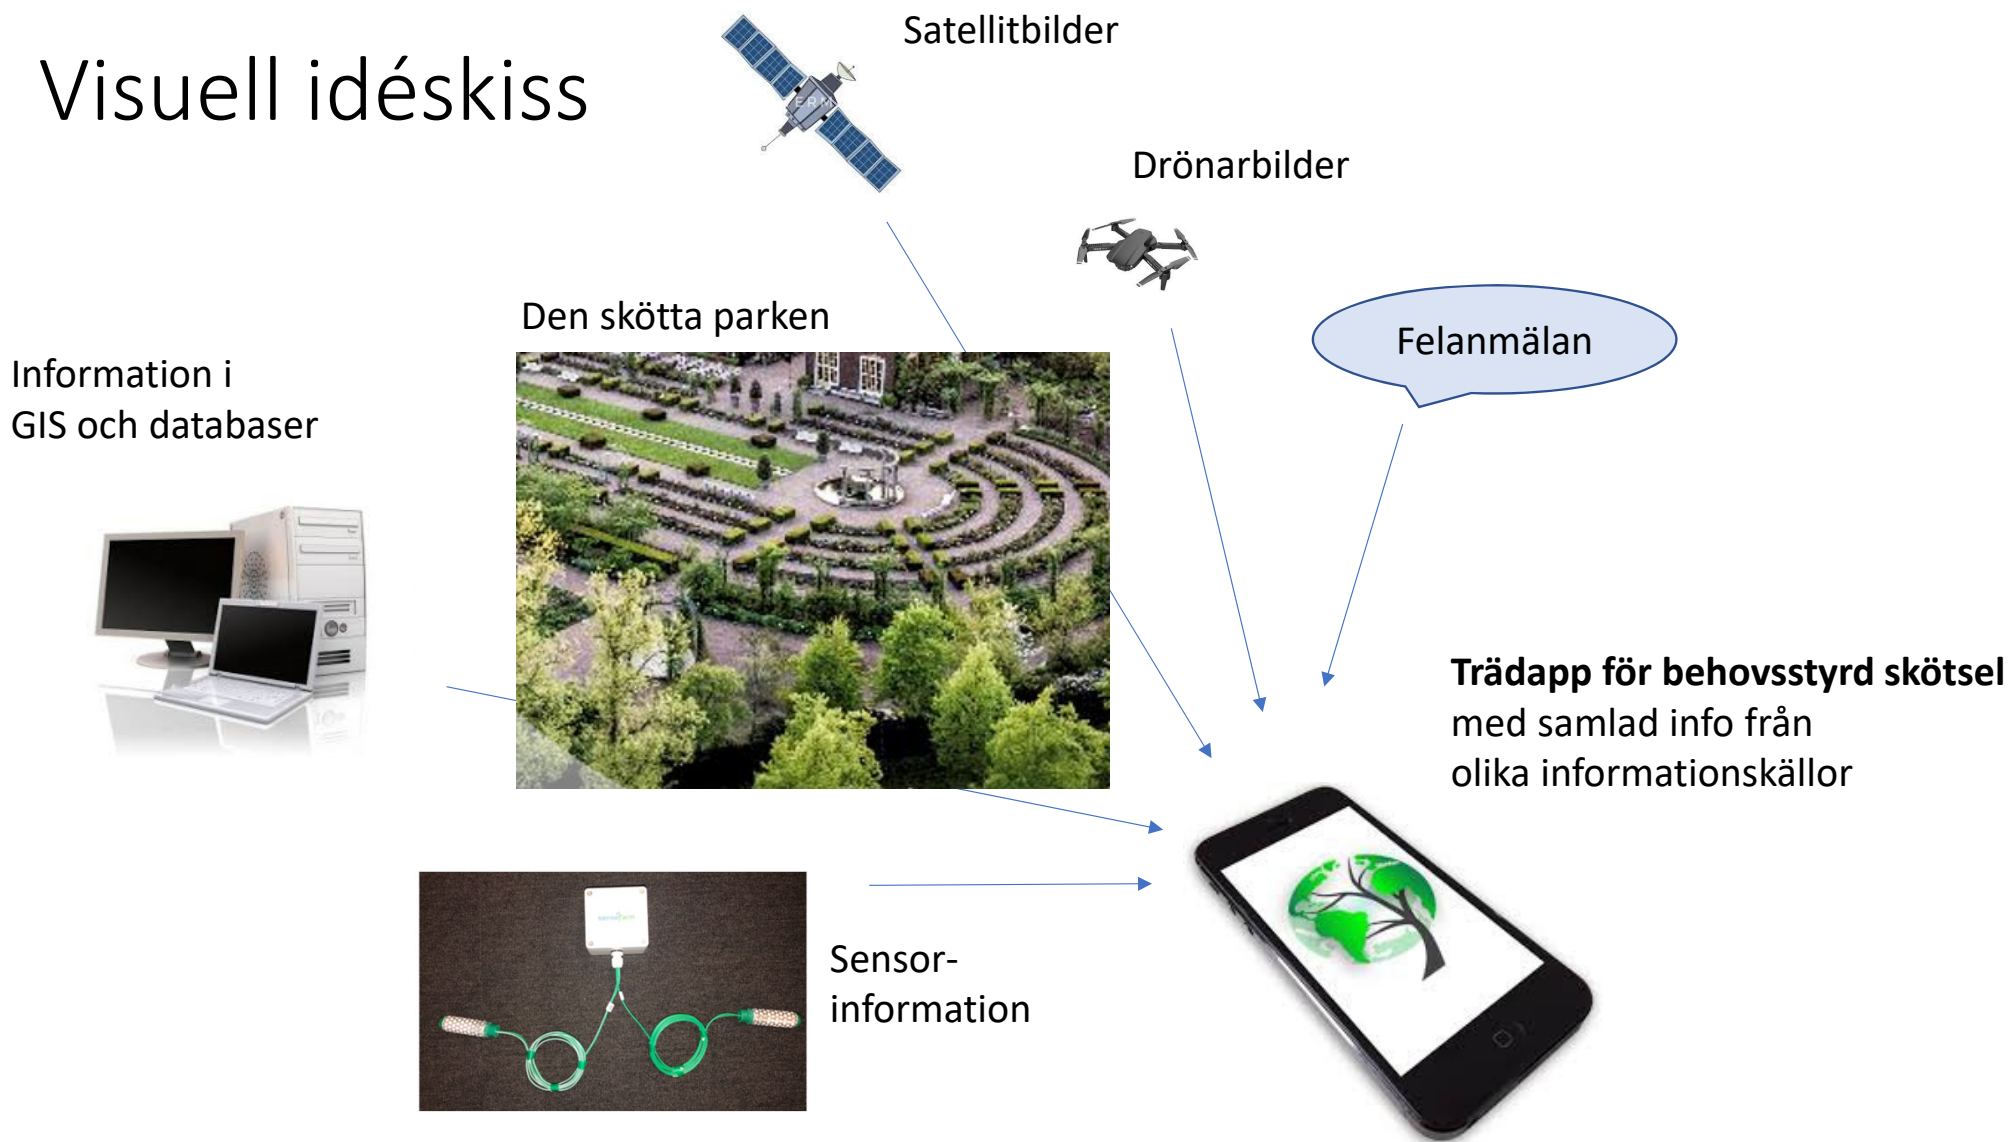 Visuell idéskiss
Satellitbilder
ERM
Drönarbilder
Den skötta parken
Felanmälan
Information i
GIS och databaser
Trädapp för behovsstyrd skötsel
med samlad info från
olika informationskällor
Sensor-
information